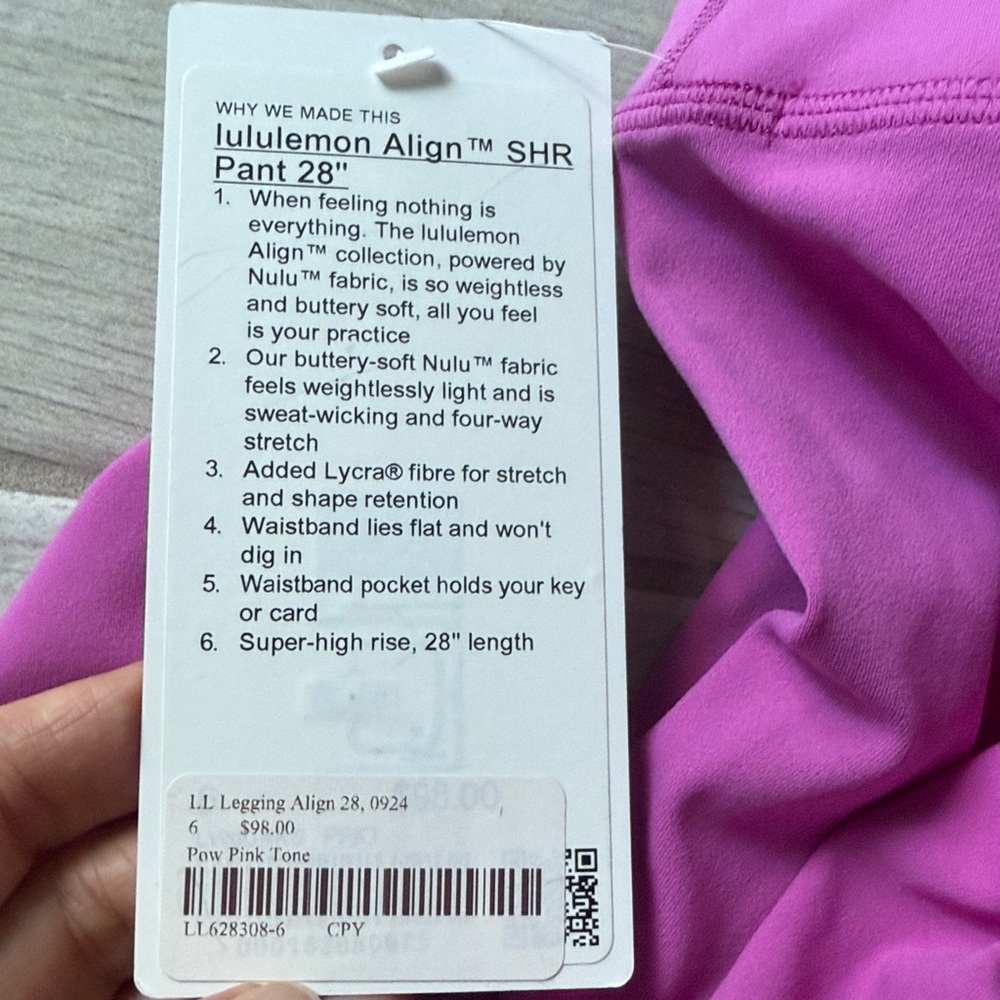 WHY WE MADE THIS
lululemon Align™ SHR
Pant 28"
1. When feeling nothing is
everything. The lululemon
Align™ collection, powered by
Nulu™ fabric, is so weightless
and buttery soft, all you feel
is your practice
2. Our buttery-soft Nulu™ fabric
feels weightlessly light and is
sweat-wicking and four-way
stretch
3. Added Lycra® fibre for stretch
and shape retention
4. Waistband lies flat and won't
dig in
5. Waistband pocket holds your key
or card
6. Super-high rise, 28" length
LL Legging Align 28, 0924
6 $98.00
Pow Pink Tone
LL628308-6 CPY